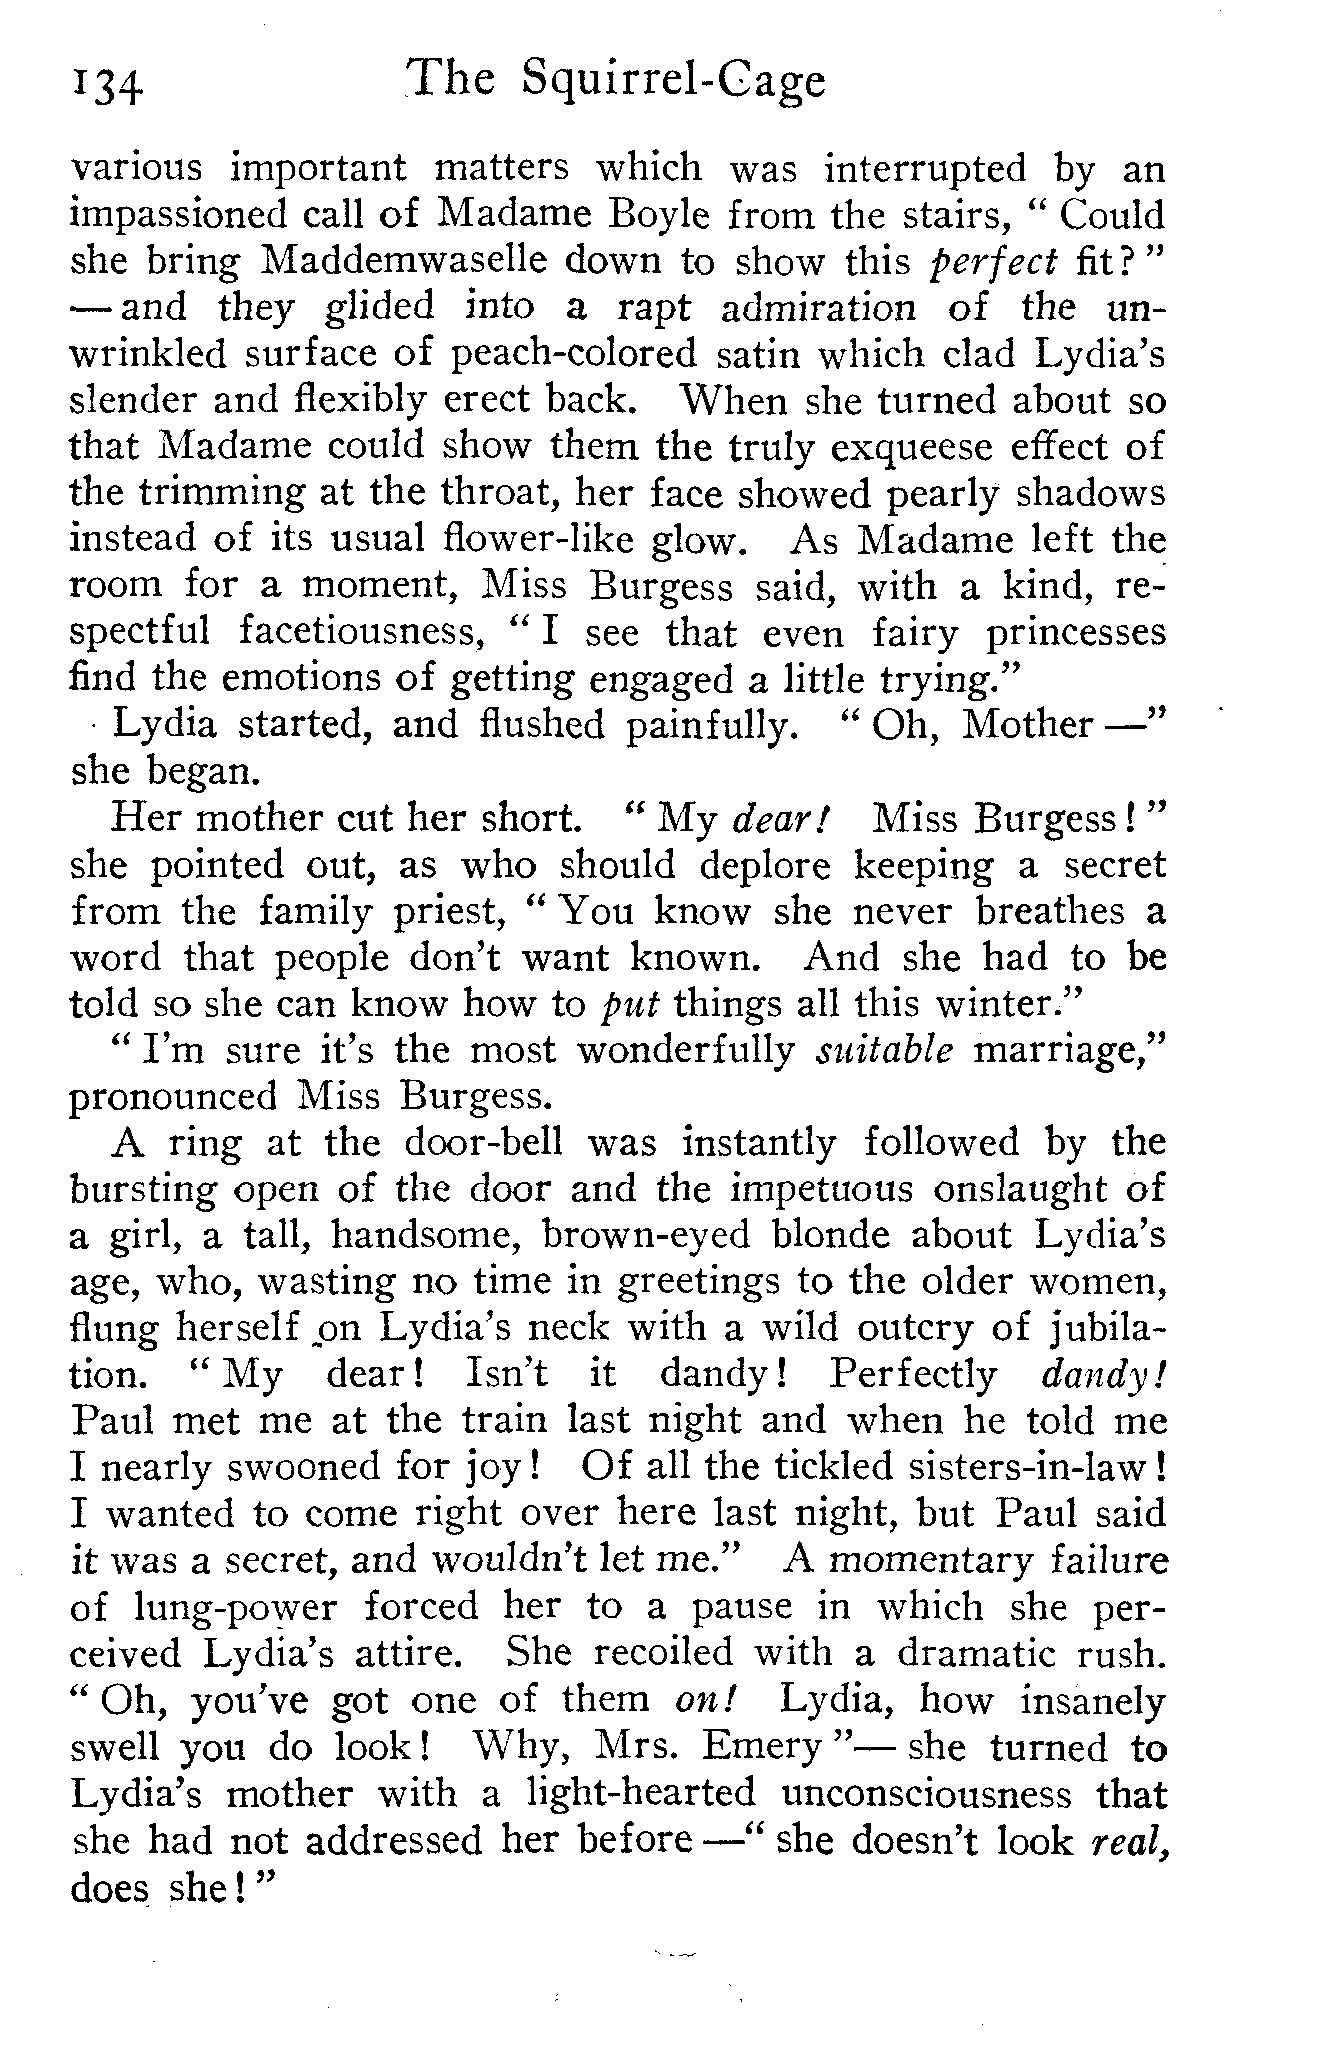 134 The Squirrel-Cage
various important matters which was interrupted by an
impassioned call of Madame Boyle from the stairs, “ Could
she bring Maddemwaselle down to show this perfect fit? ”
— and they glided into a rapt admiration of the un-
wrinkled surface of peach-colored satin which clad Lydia’s
slender and flexibly erect back. When she turned about so
that Madame could show them the truly exqueese effect of
the trimming at the throat, her face showed pearly shadows
instead of its usual flower-like glow. As Madame left the
room for a moment, Miss Burgess said, with a kind, re-
spectful facetiousness, “ I see that even fairy princesses
find the emotions of getting engaged a little trying.”
Lydia started, and flushed painfully. “ Oh, Mother —”
she began.
Her mother cut her short. “ My dear! Miss Burgess! ”
she pointed out, as who should deplore keeping a secret
from the family priest, “ You know she never breathes a
word that people don’t want known. And she had to be
told so she can know how to put things all this winter.”
“ I’m sure it’s the most wonderfully suitable marriage,”
pronounced Miss Burgess.
A ring at the door-bell was instantly followed by the
bursting open of the door and the impetuous onslaught of
a girl, a tall, handsome, brown-eyed blonde about Lydia’s
age, who, wasting no time in greetings to the older women,
flung herself on Lydia’s neck with a wild outcry of jubila-
tion. “ My dear! Isn’t it dandy! Perfectly dandy!
Paul met me at the train last night and when he told me
I nearly swooned for joy! Of all the tickled sisters-in-law!
I wanted to come right over here last night, but Paul said
it was a secret, and wouldn’t let me.” A momentary failure
of lung-power forced her to a pause in which she per-
ceived Lydia’s attire. She recoiled with a dramatic rush.
“ Oh, you’ve got one of them on! Lydia, how insanely
swell you do look! Why, Mrs. Emery ”— she turned to
Lydia’s mother with a light-hearted unconsciousness that
she had not addressed her before —“ she doesn’t look real,
does she! ”